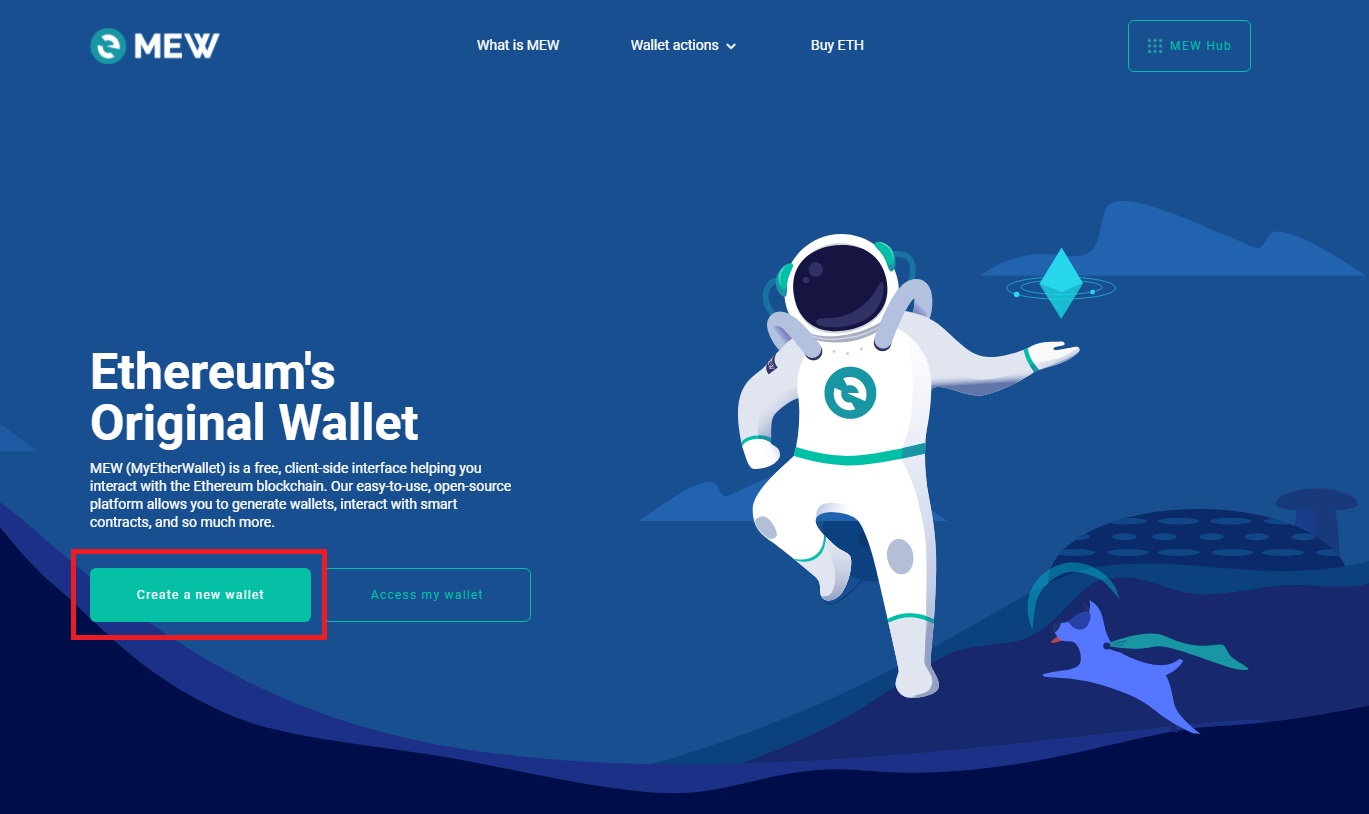 MEW
What is MEW
Wallet actions
Buy ETH
MEW Hub
Ethereum's
Original Wallet
MEW (MyEtherWallet) is a free, client-side interface helping you
interact with the Ethereum blockchain. Our easy-to-use, open-source
platform allows you to generate wallets, interact with smart
contracts, and so much more.
Create a new wallet
Access my wallet